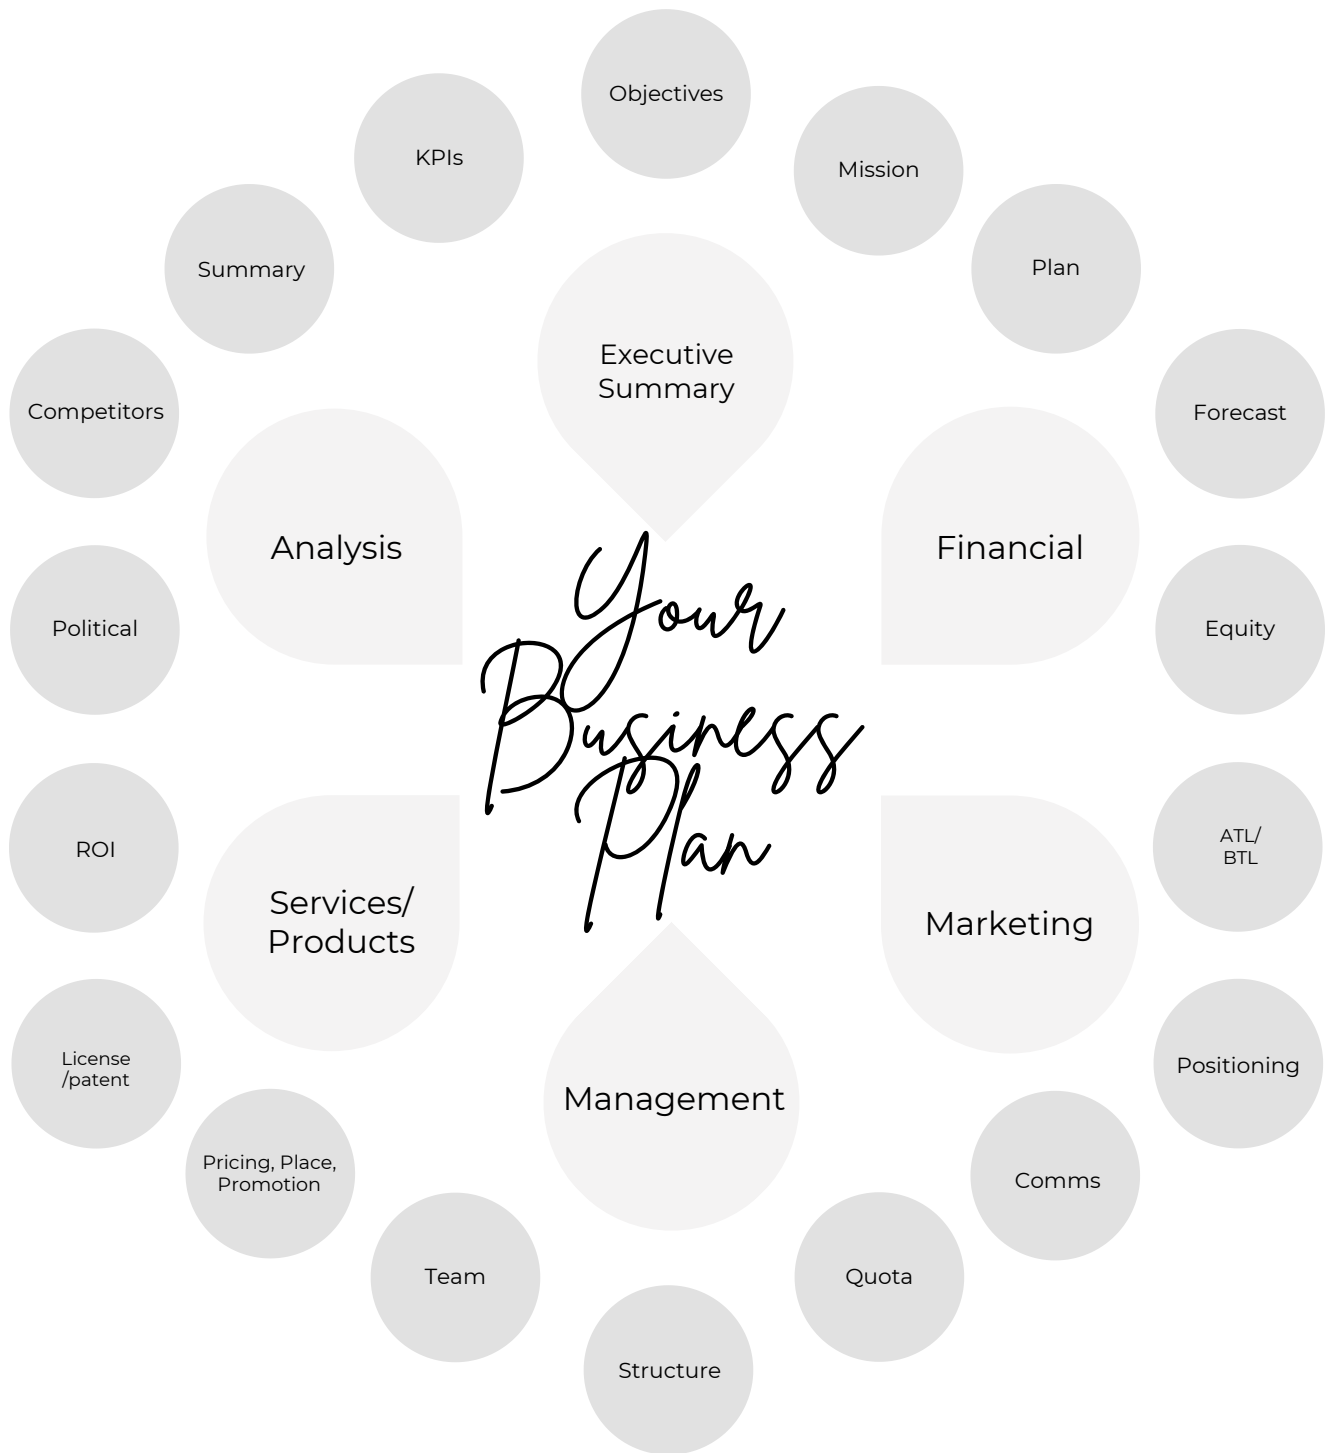 Objectives
KPIs
Mission
Plan
Summary
Executive
Summary
Competitors
Forecast
Analysis
Financial
Your
Business
Plan
Political
Equity
ROI
ATL/
BTL
Services/
Products
Marketing
License
/patent
Positioning
Management
Pricing, Place,
Promotion
Comms
Team
Quota
Structure